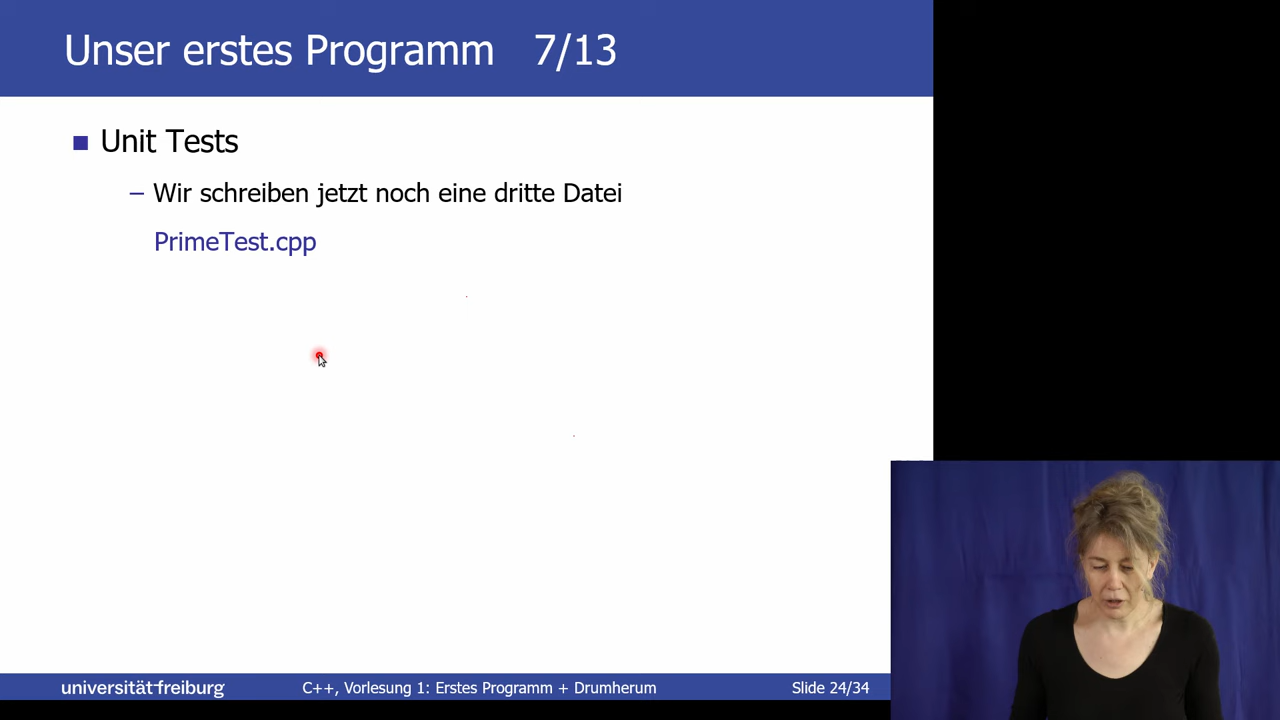 Unser erstes Programm 7/13
Unit Tests
– Wir schreiben jetzt noch eine dritte Datei
PrimeTest.cpp
universität freiburg
C++, Vorlesung 1: Erstes Programm + Drumherum
Slide 24/34